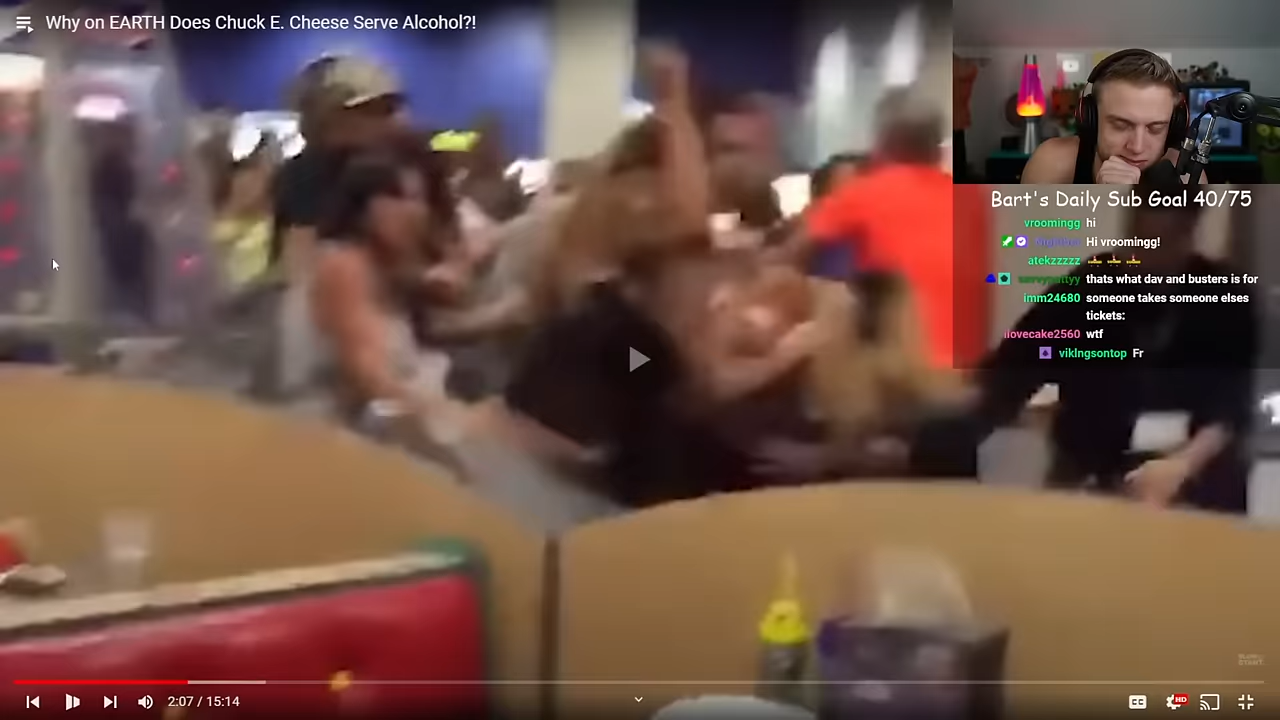 Why on EARTH Does Chuck E. Cheese Serve Alcohol?!
Bart's Daily Sub Goal 40/75
vroomingg hi
Hi vroomingg!
atekzzzzz
thats what dav and busters is for
imm24680 someone takes someone elses
tickets:
ilovecake2560 wtf
vikIngsontop Fr
2:07 / 15:14
CC
HD